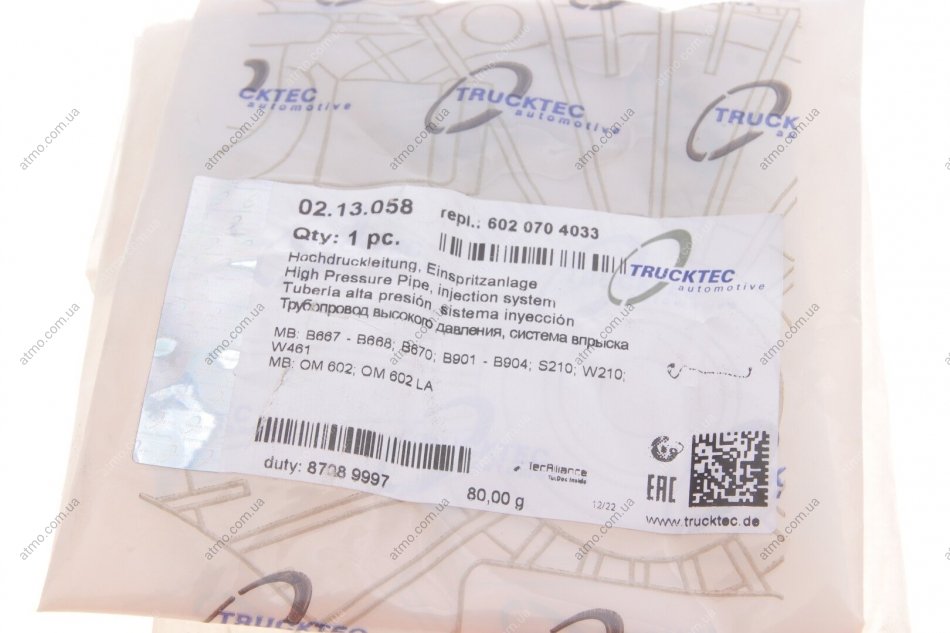 CKTEC
automotive
TRUCKTEC
automotive
TRUCK
02.13.058
repl.: 602 070 4033
Qty: 1 pc.
TRUCKTEC
automotive
Hochdruckleitung, Einspritzanlage
High Pressure Pipe, injection system
Tubería alta presión, sistema inyección
Трубопровод высокого давления, система впрыска
MB: B667 - B668; B670; B901 - B904; S210; W210;
W461
MB: OM 602; OM 602 LA
duty: 8708 9997
80,00 g
TecAlliance
TecDoc Inside
12/22
EAC
www.trucktec.de
TRUCKTEC
TRUCKTEC
atmo.com.ua